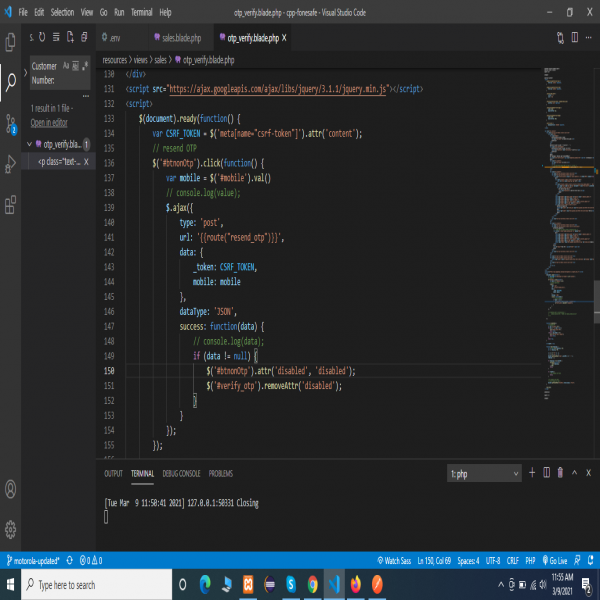 File Edit Selection View Go Run Terminal Help
otp_verify.blade.php - cpp-fonesafe - Visual Studio Code
.env
sales.blade.php
otp_verify.blade.php
resources > views > sales > otp_verify.blade.php
Customer Number:
Aa
1 result in 1 file -
Open in editor
otp_verify.bla... 1
<p class="text-
130 </div>
131 <script src="https://ajax.googleapis.com/ajax/libs/jquery/3.1.1/jquery.min.js"></script>
132 <script>
133 $(document).ready(function() {
134 var CSRF_TOKEN = $('meta[name="csrf-token"]').attr('content');
135 // resend OTP
136 $('#btnonOtp').click(function() {
137 var mobile = $('#mobile').val()
138 // console.log(value);
139 $.ajax({
140 type: 'post',
141 url: '{{route("resend_otp")}}',
142 data: {
143 _token: CSRF_TOKEN,
144 mobile: mobile
145 },
146 dataType: 'JSON',
147 success: function(data) {
148 // console.log(data);
149 if (data != null) {
150 $('#btnonOtp').attr('disabled', 'disabled');
151 $('#verify_otp').removeAttr('disabled');
152 }
153 }
154 });
155 });
OUTPUT TERMINAL DEBUG CONSOLE PROBLEMS
1: php
[Tue Mar 9 11:50:41 2021] 127.0.0.1:50331 Closing
motorola-updated* 0 0 Watch Sass Ln 150, Col 69 Spaces: 4 UTF-8 CRLF PHP Go Live
Type here to search
11:55 AM
3/9/2021